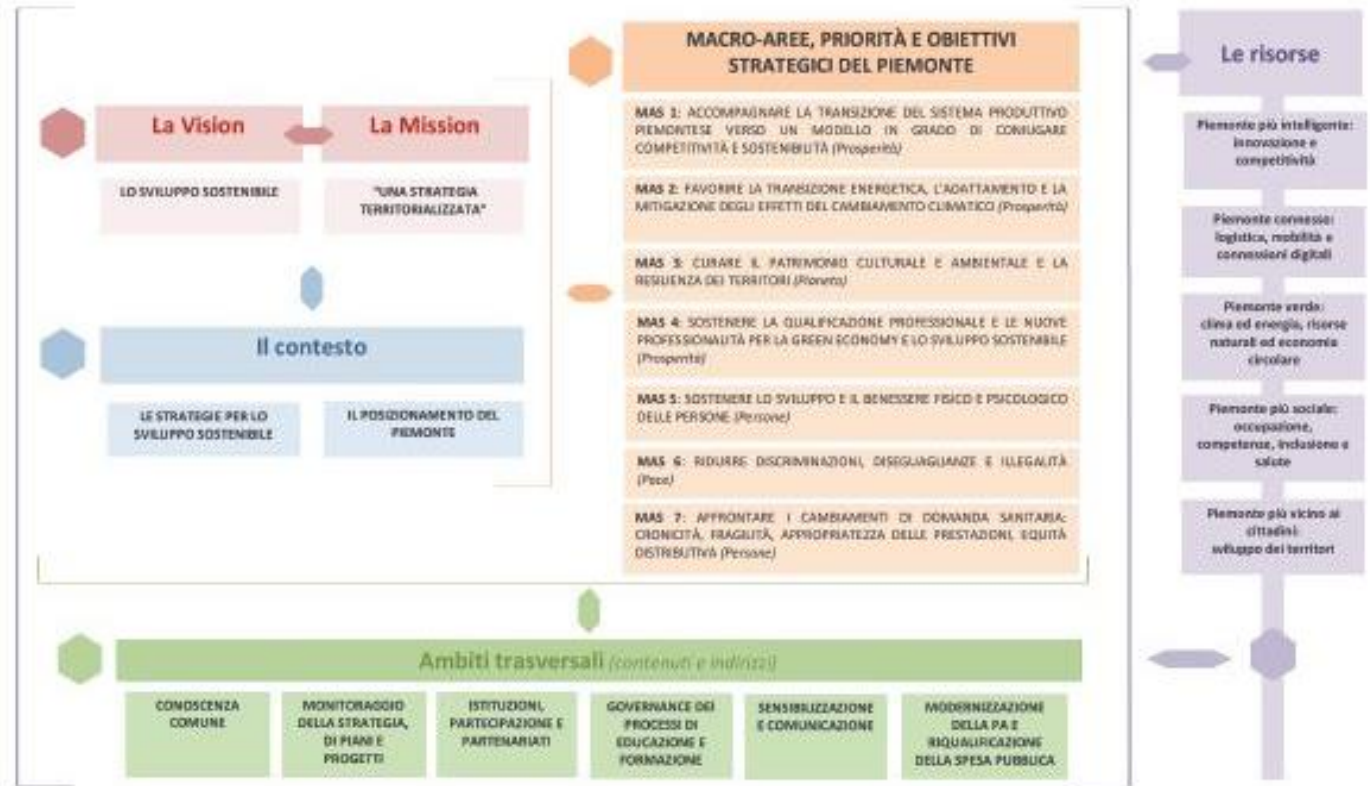 La Vision
La Mission
LO SVILUPPO SOSTENIBILE
"UNA STRATEGIA
TERRITORIALIZZATA"
Il contesto
LE STRATEGIE PER LO
SVILUPPO SOSTENIBILE
IL POSIZIONAMENTO DEL
PIEMONTE
MACRO-AREE, PRIORITÀ E OBIETTIVI
STRATEGICI DEL PIEMONTE
MAS 1: ACCOMPAGNARE LA TRANSIZIONE DEL SISTEMA PRODUTTIVO
PIEMONTESE VERSO UN MODELLO IN GRADO DI CONIUGARE
COMPETITIVITÀ E SOSTENIBILITÀ (Prosperità)
MAS 2: FAVORIRE LA TRANSIZIONE ENERGETICA, L'ADATTAMENTO E LA
MITIGAZIONE DEGLI EFFETTI DEL CAMBIAMENTO CLIMATICO (Prosperità)
MAS 3: CURARE IL PATRIMONIO CULTURALE E AMBIENTALE E LA
RESILIENZA DEI TERRITORI (Pianeta)
MAS 4: SOSTENERE LA QUALIFICAZIONE PROFESSIONALE E LE NUOVE
PROFESSIONALITÀ PER LA GREEN ECONOMY E LO SVILUPPO SOSTENIBILE
(Prosperità)
MAS 5: SOSTENERE LO SVILUPPO E IL BENESSERE FISICO E PSICOLOGICO
DELLE PERSONE (Persone)
MAS 6: RIDURRE DISCRIMINAZIONI, DISEGUAGLIANZE E ILLEGALITÀ
(Pace)
MAS 7: AFFRONTARE I CAMBIAMENTI DI DOMANDA SANITARIA:
CRONICITÀ, FRAGILITÀ, APPROPRIATEZZA DELLE PRESTAZIONI, EQUITÀ
DISTRIBUTIVA (Persone)
Le risorse
Piemonte più intelligente:
innovazione e
competitività
Piemonte connesso:
logistica, mobilità e
connessioni digitali
Piemonte verde:
clima ed energia, risorse
naturali ed economia
circolare
Piemonte più sociale:
occupazione,
competenze, inclusione e
salute
Piemonte più vicino ai
cittadini:
sviluppo dei territori
Ambiti trasversali (contenuti e indirizzi)
CONOSCENZA
COMUNE
MONITORAGGIO
DELLA STRATEGIA,
DI PIANI E
PROGETTI
ISTITUZIONI,
PARTECIPAZIONE E
PARTENARIATI
GOVERNANCE DEI
PROCESSI DI
EDUCAZIONE E
FORMAZIONE
SENSIBILIZZAZIONE
E COMUNICAZIONE
MODERNIZZAZIONE
DELLA PA E
RIQUALIFICAZIONE
DELLA SPESA PUBBLICA